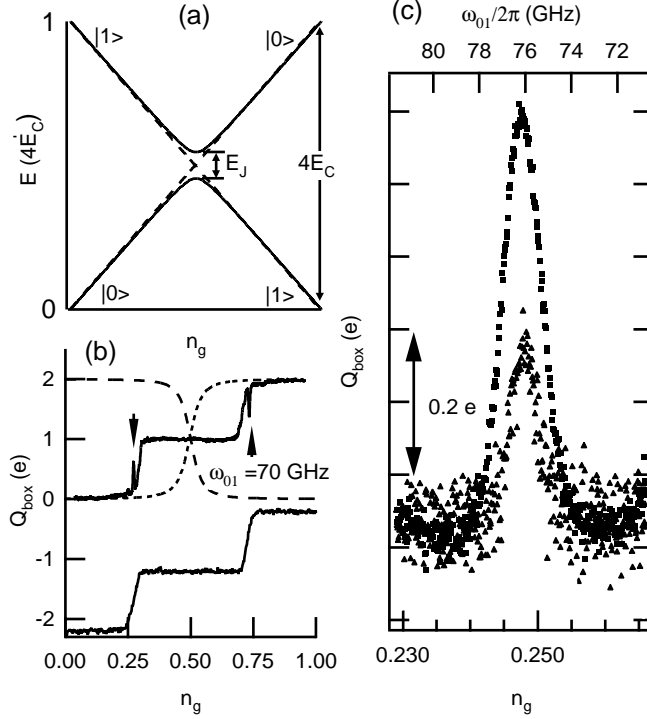 (a)
1
|1>
|0>
E (4E_C)
E_J
4E_C
|0>
|1>
0
n_g
(b)
2
1
0
-1
-2
Q_box (e)
ω_01 =70 GHz
0.00 0.25 0.50 0.75 1.00
n_g
(c)
ω_01/2π (GHz)
80 78 76 74 72
Q_box (e)
0.2 e
0.230 0.250
n_g